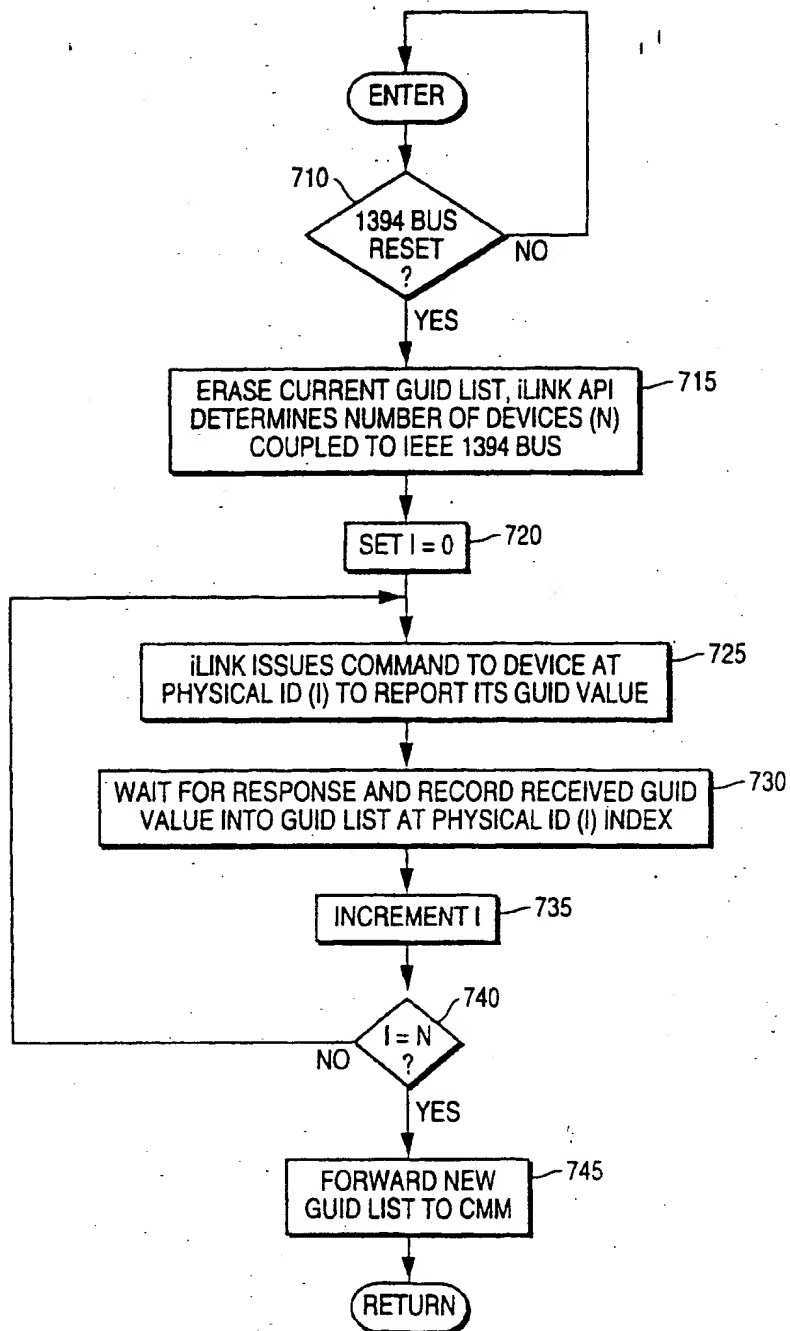 ENTER
710
1394 BUS
RESET
?
NO
YES
ERASE CURRENT GUID LIST, iLINK API
DETERMINES NUMBER OF DEVICES (N)
COUPLED TO IEEE 1394 BUS
715
SET I = 0
720
iLINK ISSUES COMMAND TO DEVICE AT
PHYSICAL ID (I) TO REPORT ITS GUID VALUE
725
WAIT FOR RESPONSE AND RECORD RECEIVED GUID
VALUE INTO GUID LIST AT PHYSICAL ID (I) INDEX
730
INCREMENT I
735
740
I = N
?
NO
YES
FORWARD NEW
GUID LIST TO CMM
745
RETURN